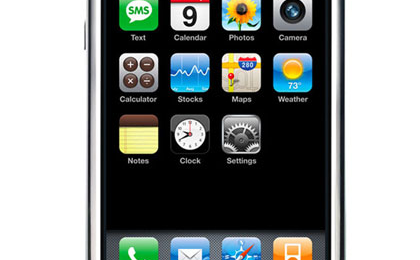 SMS
9
280
Text Calendar Photos Camera
73°
Calculator Stocks Maps Weather
Notes Clock Settings